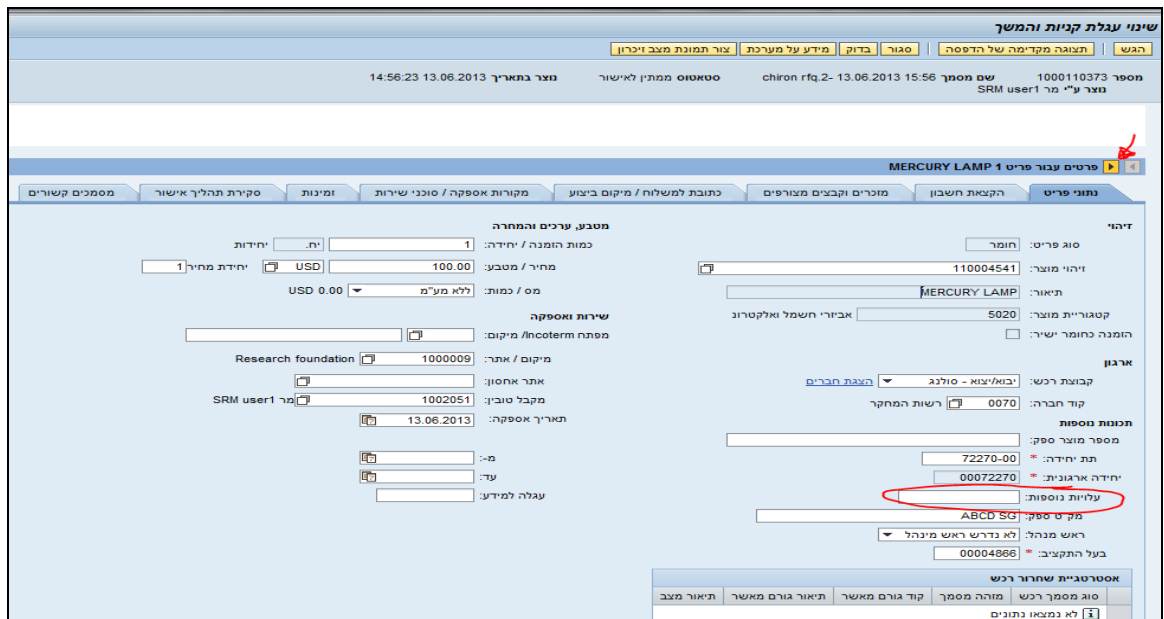 שינוי עגלת קניות והמשך
הגש תצוגה מקדימה של הדפסה סגור בדוק מידע על מערכת צור תמונת מצב זיכרון
מספר 1000110373 שם מסמך chiron rfq.2- 13.06.2013 15:56 סטאטוס ממתין לאישור נוצר בתאריך 13.06.2013 14:56:23
נוצר ע"י מר SRM user1
פרטים עבור פריט 1 MERCURY LAMP
נתוני פריט הקצאת חשבון מזכרים וקבצים מצורפים כתובת למשלוח / מיקום ביצוע מקורות אספקה / סוכני שירות זמינות סקירת תהליך אישור מסמכים קשורים
זיהוי
סוג פריט: חומר
זיהוי מוצר: 110004541
תיאור: MERCURY LAMP
קטגוריית מוצר: 5020 אביזרי חשמל ואלקטרונ
הזמנה כחומר ישיר:
ארגון
קבוצת רכש: יבוא/יצוא - סולנג הצגת חברים
קוד חברה: 0070 רשות המחקר
תכונות נוספות
מספר מוצר ספק:
תת יחידה: * 72270-00
יחידה ארגונית: * 00072270
עלויות נוספות:
מק"ט ספק: ABCD SG
ראש מנהל: לא נדרש ראש מינהל
בעל התקציב: * 00004866
מטבע, ערכים והמחרה
כמות הזמנה / יחידה: 1 יח. יחידות
מחיר / מטבע: 100.00 USD יחידת מחיר 1
מס / כמות: ללא מע"מ 0.00 USD
שירות ואספקה
מפתח Incoterm/ מיקום:
מיקום / אתר: 1000009 Research foundation
אתר אחסון:
מקבל טובין: 1002051 מר SRM user1
תאריך אספקה: 13.06.2013
מ-:
עד:
עגלה למידע:
אסטרטגיית שחרור רכש
סוג מסמך רכש מזהה מסמך קוד גורם מאשר תיאור גורם מאשר תיאור מצב
לא נמצאו נתונים